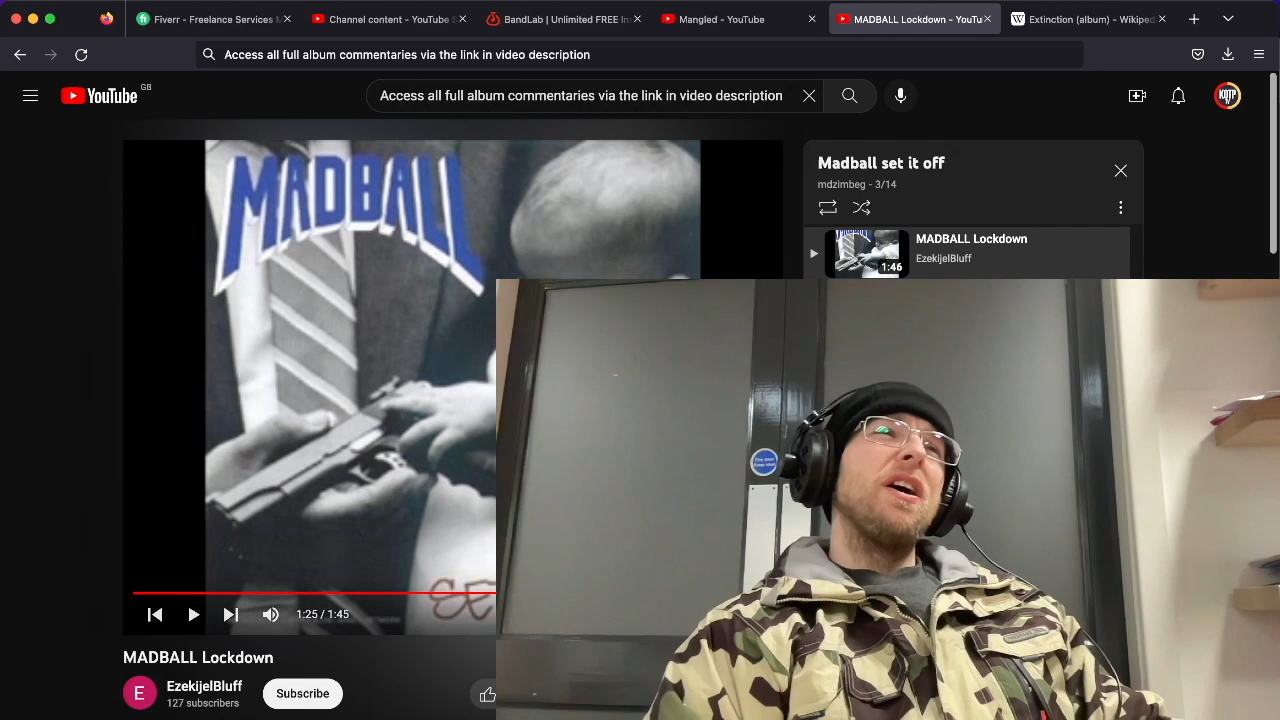 Fiverr - Freelance Services M
Channel content - YouTube S
BandLab | Unlimited FREE In
Mangled - YouTube
MADBALL Lockdown - YouTu
Extinction (album) - Wikiped
Access all full album commentaries via the link in video description
YouTube GB
Access all full album commentaries via the link in video description
MADBALL
Madball set it off
mdzimbeg - 3/14
MADBALL Lockdown
EzekijelBluff
1:46
SE
1:25 / 1:45
MADBALL Lockdown
E
EzekijelBluff
127 subscribers
Subscribe